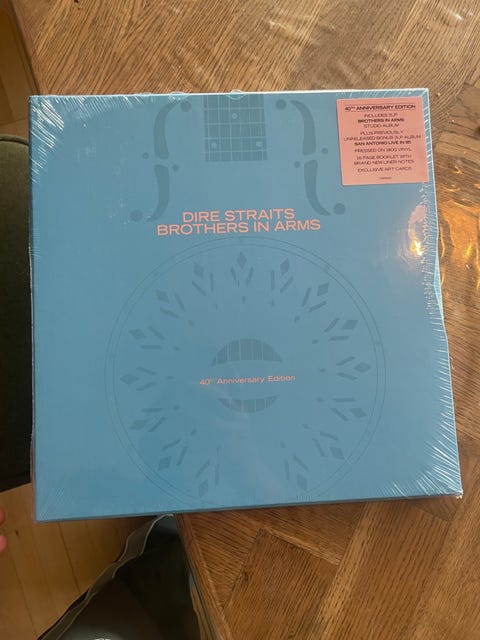 40TH ANNIVERSARY EDITION
INCLUDES 2LP
BROTHERS IN ARMS
STUDIO ALBUM
PLUS PREVIOUSLY
UNRELEASED BONUS 3LP ALBUM
SAN ANTONIO LIVE IN 85
PRESSED ON 180G VINYL
16 PAGE BOOKLET WITH
BRAND NEW LINER NOTES
EXCLUSIVE ART CARDS
DIRE STRAITS
BROTHERS IN ARMS
40th Anniversary Edition